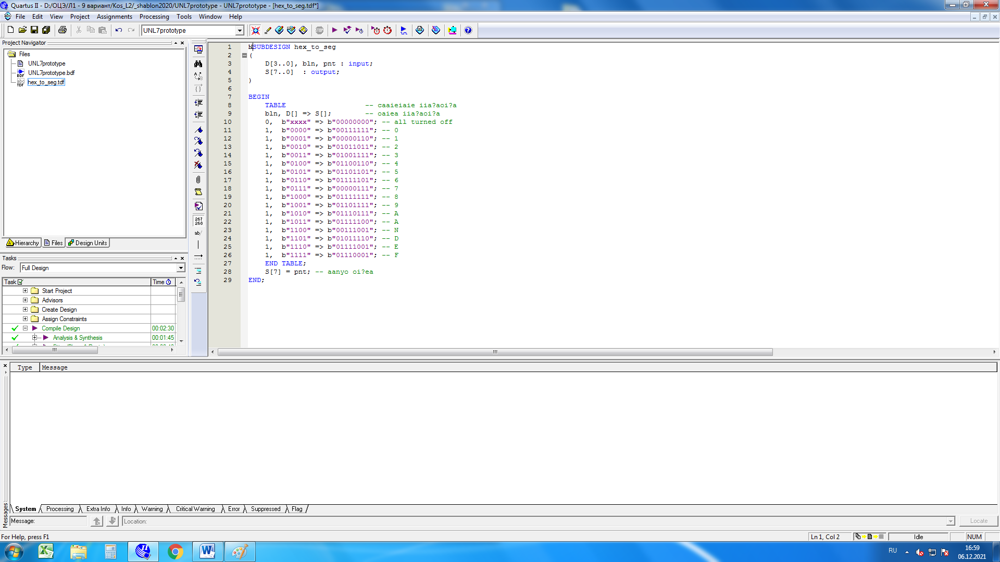 Quartus II - D:/ОЦЭ/Л1 - 9 вариант/Kos_L2/_shablon2020/UNL7prototype - UNL7prototype - [hex_to_seg.tdf*]
File Edit View Project Assignments Processing Tools Window Help
UNL7prototype
Project Navigator
Files
UNL7prototype
UNL7prototype.bdf
hex_to_seg.tdf
Hierarchy Files Design Units
Tasks
Flow: Full Design
Task Time
Start Project
Advisors
Create Design
Assign Constraints
Compile Design 00:02:30
Analysis & Synthesis 00:01:45
267
268
ab/
1 SUBDESIGN hex_to_seg
2 (
3 D[3..0], bln, pnt : input;
4 S[7..0] : output;
5 )
6
7 BEGIN
8 TABLE -- caaieiaie iia?aoi?a
9 bln, D[] => S[]; -- oaiea iia?aoi?a
10 0, b"xxxx" => b"00000000"; -- all turned off
11 1, b"0000" => b"00111111"; -- 0
12 1, b"0001" => b"00000110"; -- 1
13 1, b"0010" => b"01011011"; -- 2
14 1, b"0011" => b"01001111"; -- 3
15 1, b"0100" => b"01100110"; -- 4
16 1, b"0101" => b"01101101"; -- 5
17 1, b"0110" => b"01111101"; -- 6
18 1, b"0111" => b"00000111"; -- 7
19 1, b"1000" => b"01111111"; -- 8
20 1, b"1001" => b"01101111"; -- 9
21 1, b"1010" => b"01110111"; -- A
22 1, b"1011" => b"01111100"; -- A
23 1, b"1100" => b"00111001"; -- N
24 1, b"1101" => b"01011110"; -- D
25 1, b"1110" => b"01111001"; -- E
26 1, b"1111" => b"01110001"; -- F
27 END TABLE;
28 S[7] = pnt; -- aanyo oi?ea
29 END;
Type Message
System Processing Extra Info Info Warning Critical Warning Error Suppressed Flag
Messages
Message: Location: Locate
For Help, press F1
Ln 1, Col 2 Idle NUM
RU
16:59
06.12.2021